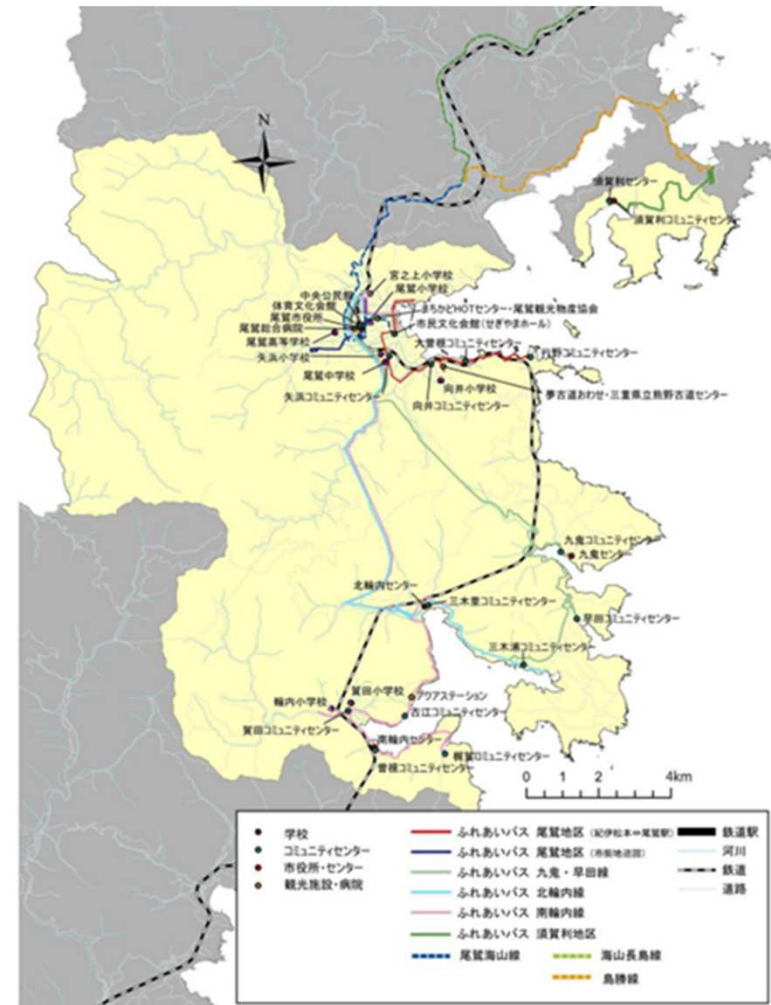 N
須賀利センター
須賀利コミュニティセンター
宮之上小学校
中央公民館
尾鷲小学校
体育文化会館
まちかどHOTセンター・尾鷲観光物産協会
尾鷲市役所
市民文化会館(せぎやまホール)
尾鷲総合病院
大曽根コミュニティセンター
尾鷲高等学校
行野コミュニティセンター
矢浜小学校
尾鷲中学校
向井小学校
夢古道おわせ・三重県立熊野古道センター
矢浜コミュニティセンター
向井コミュニティセンター
九鬼コミュニティセンター
九鬼センター
北輪内センター
三木里コミュニティセンター
早田コミュニティセンター
三木浦コミュニティセンター
賀田小学校
アクアステーション
輪内小学校
古江コミュニティセンター
賀田コミュニティセンター
南輪内センター
梶賀コミュニティセンター
曽根コミュニティセンター
0 2 4km
学校
コミュニティセンター
市役所・センター
観光施設・病院
ふれあいバス 尾鷲地区 (紀伊松本⇔尾鷲駅)
ふれあいバス 尾鷲地区 (市街地巡回)
ふれあいバス 九鬼・早田線
ふれあいバス 北輪内線
ふれあいバス 南輪内線
ふれあいバス 須賀利地区
尾鷲海山線
海山長島線
島勝線
鉄道駅
河川
鉄道
道路